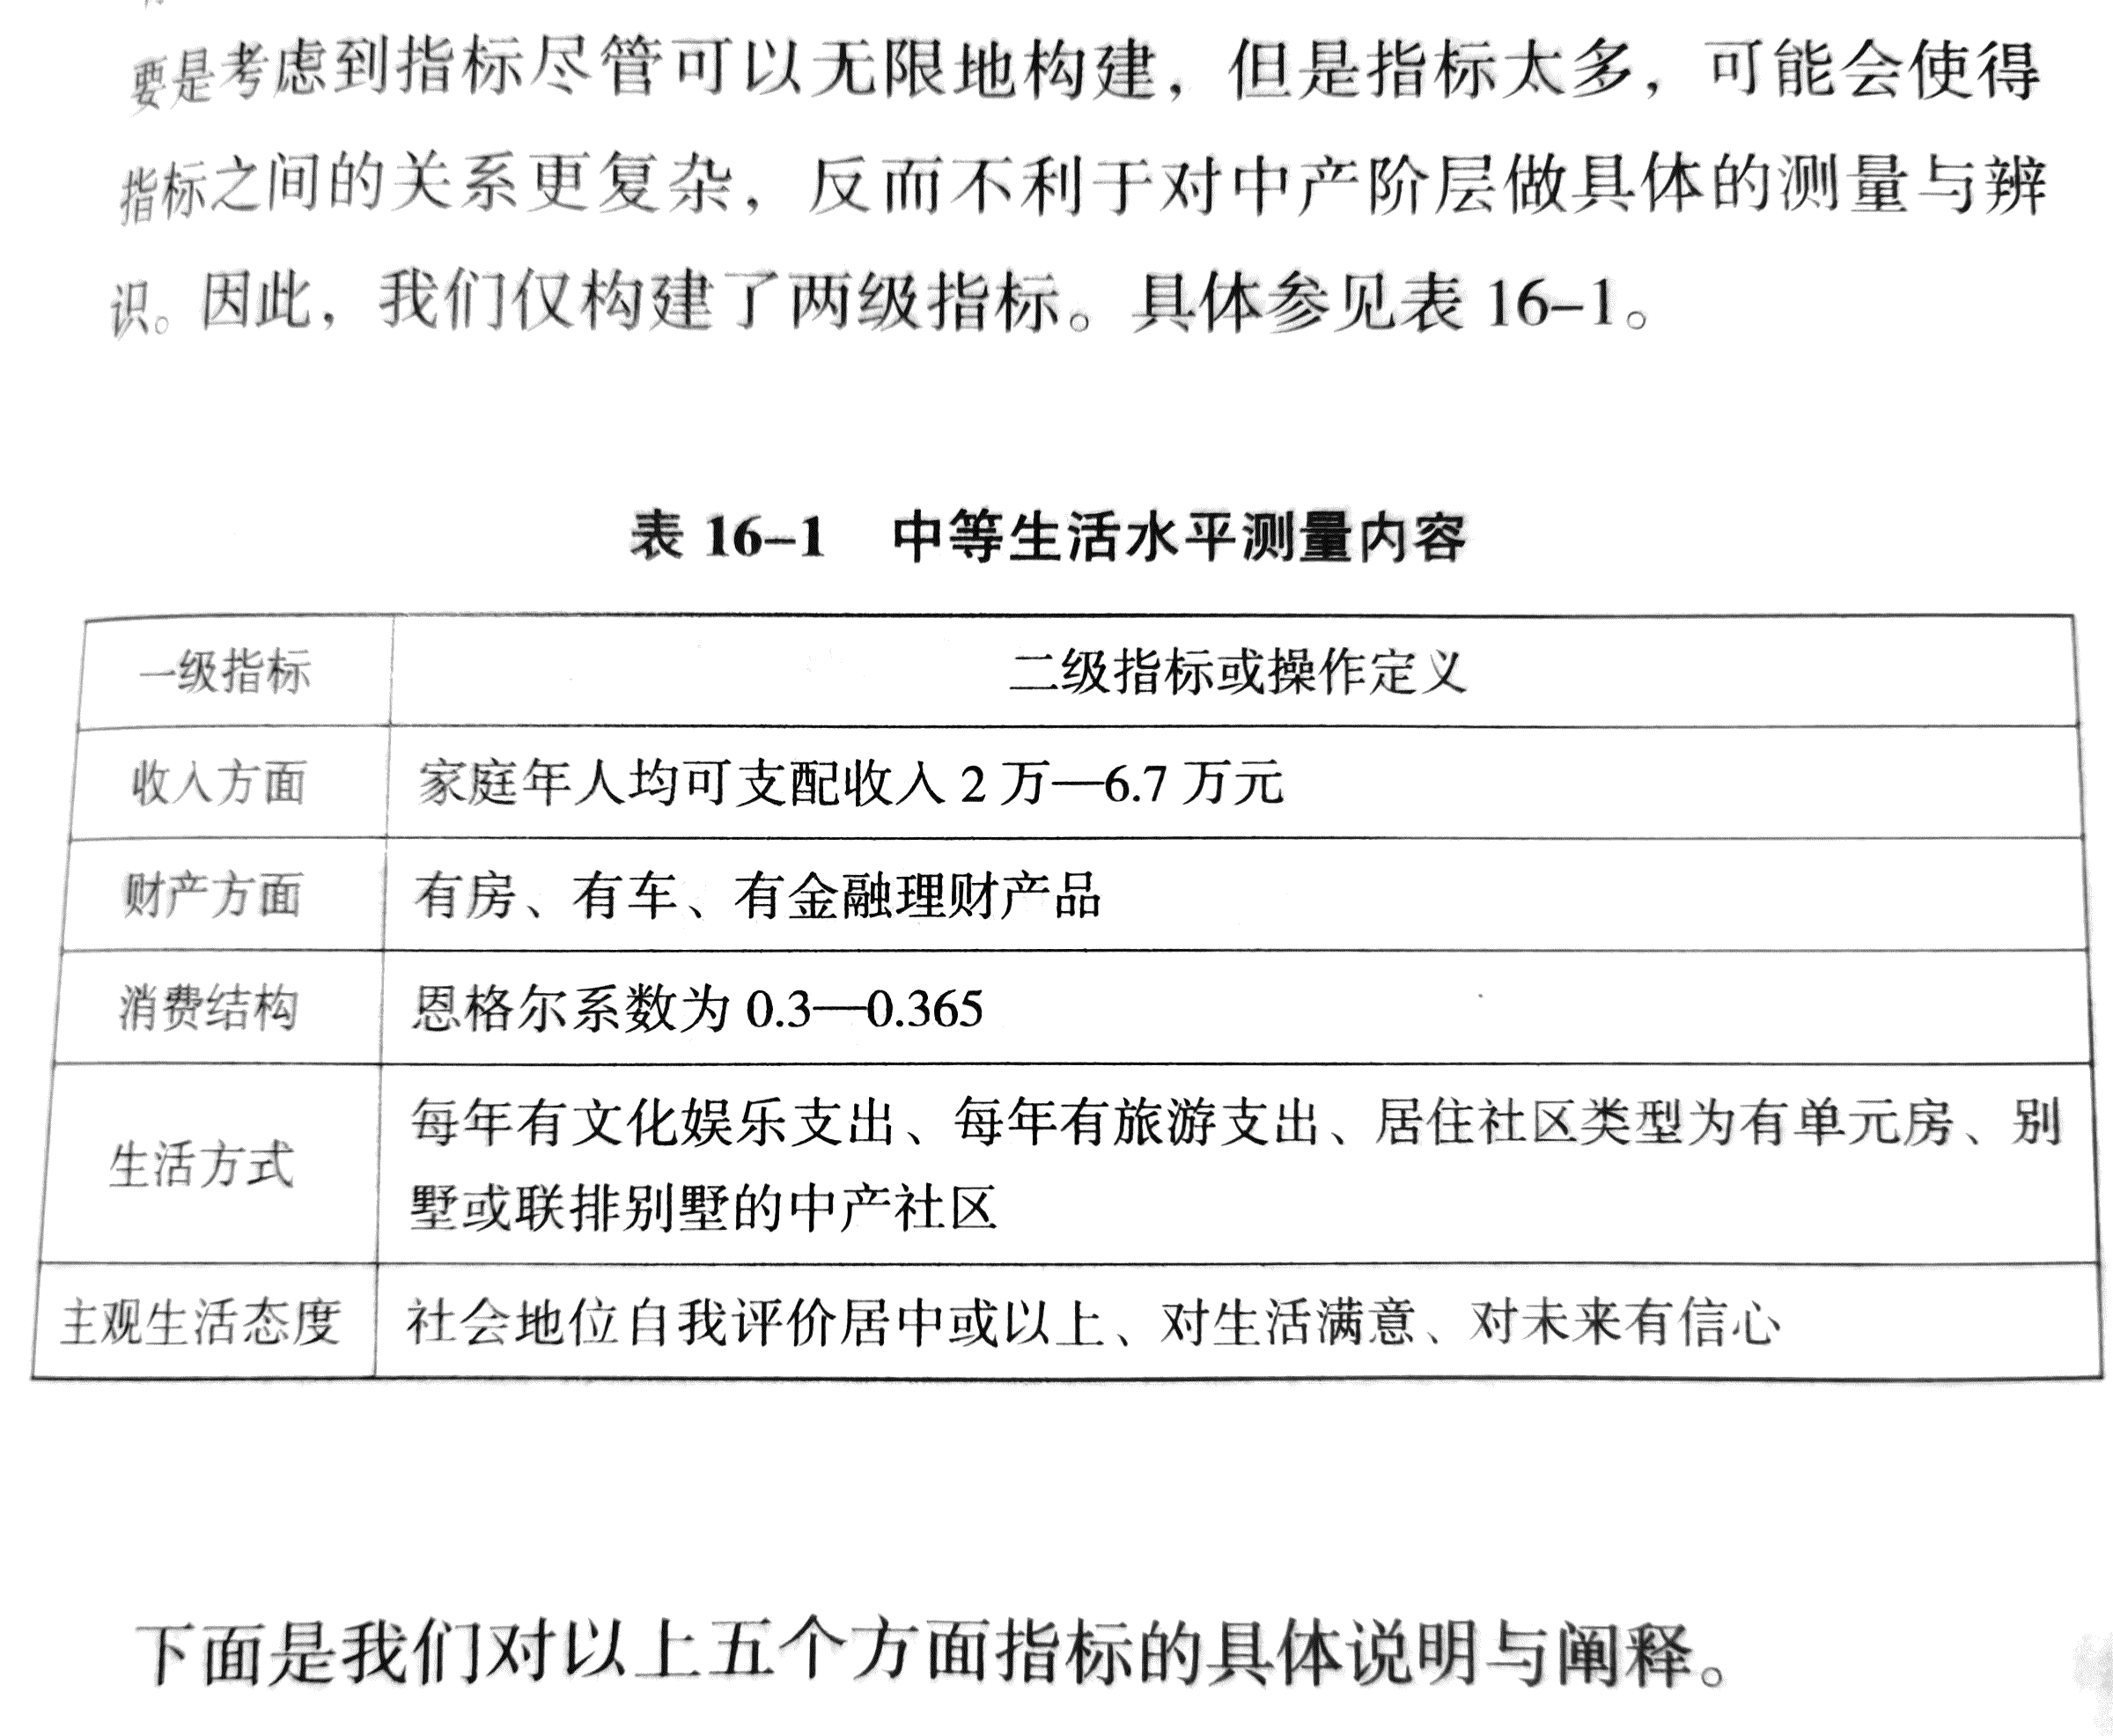 要是考虑到指标尽管可以无限地构建，但是指标太多，可能会使得
指标之间的关系更复杂，反而不利于对中产阶层做具体的测量与辨
识。因此，我们仅构建了两级指标。具体参见表 16–1。
表 16–1 中等生活水平测量内容
一级指标 二级指标或操作定义
收入方面 家庭年人均可支配收入 2 万—6.7 万元
财产方面 有房、有车、有金融理财产品
消费结构 恩格尔系数为 0.3—0.365
生活方式 每年有文化娱乐支出、每年有旅游支出、居住社区类型为有单元房、别
墅或联排别墅的中产社区
主观生活态度 社会地位自我评价居中或以上、对生活满意、对未来有信心
下面是我们对以上五个方面指标的具体说明与阐释。